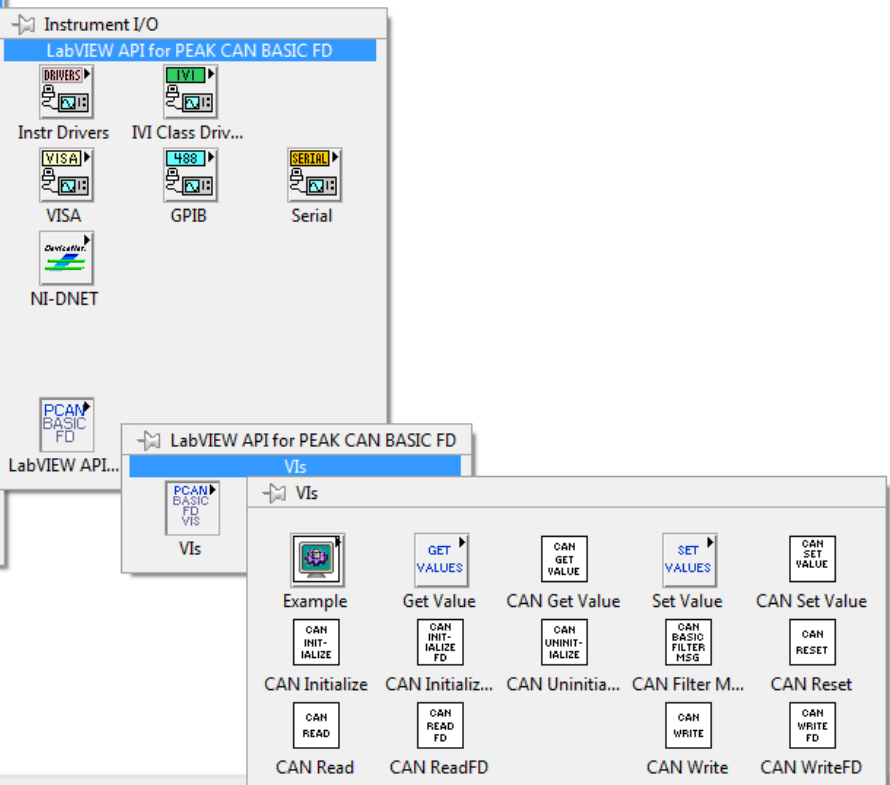 Instrument I/O
LabVIEW API for PEAK CAN BASIC FD
DRIVERS
IVI
Instr Drivers
IVI Class Driv...
VISA
488
SERIAL
VISA
GPIB
Serial
DeviceNet.
NI-DNET
PCAN
BASIC
FD
LabVIEW API...
LabVIEW API for PEAK CAN BASIC FD
VIs
PCAN
BASIC
FD
VIS
VIs
VIs
GET
VALUES
CAN
GET
VALUE
SET
VALUES
CAN
SET
VALUE
Example
Get Value
CAN Get Value
Set Value
CAN Set Value
CAN
INIT-
IALIZE
CAN
INIT-
IALIZE
FD
CAN
UNINIT-
IALIZE
CAN
BASIC
FILTER
MSG
CAN
RESET
CAN Initialize
CAN Initializ...
CAN Uninitia...
CAN Filter M...
CAN Reset
CAN
READ
CAN
READ
FD
CAN
WRITE
CAN
WRITE
FD
CAN Read
CAN ReadFD
CAN Write
CAN WriteFD